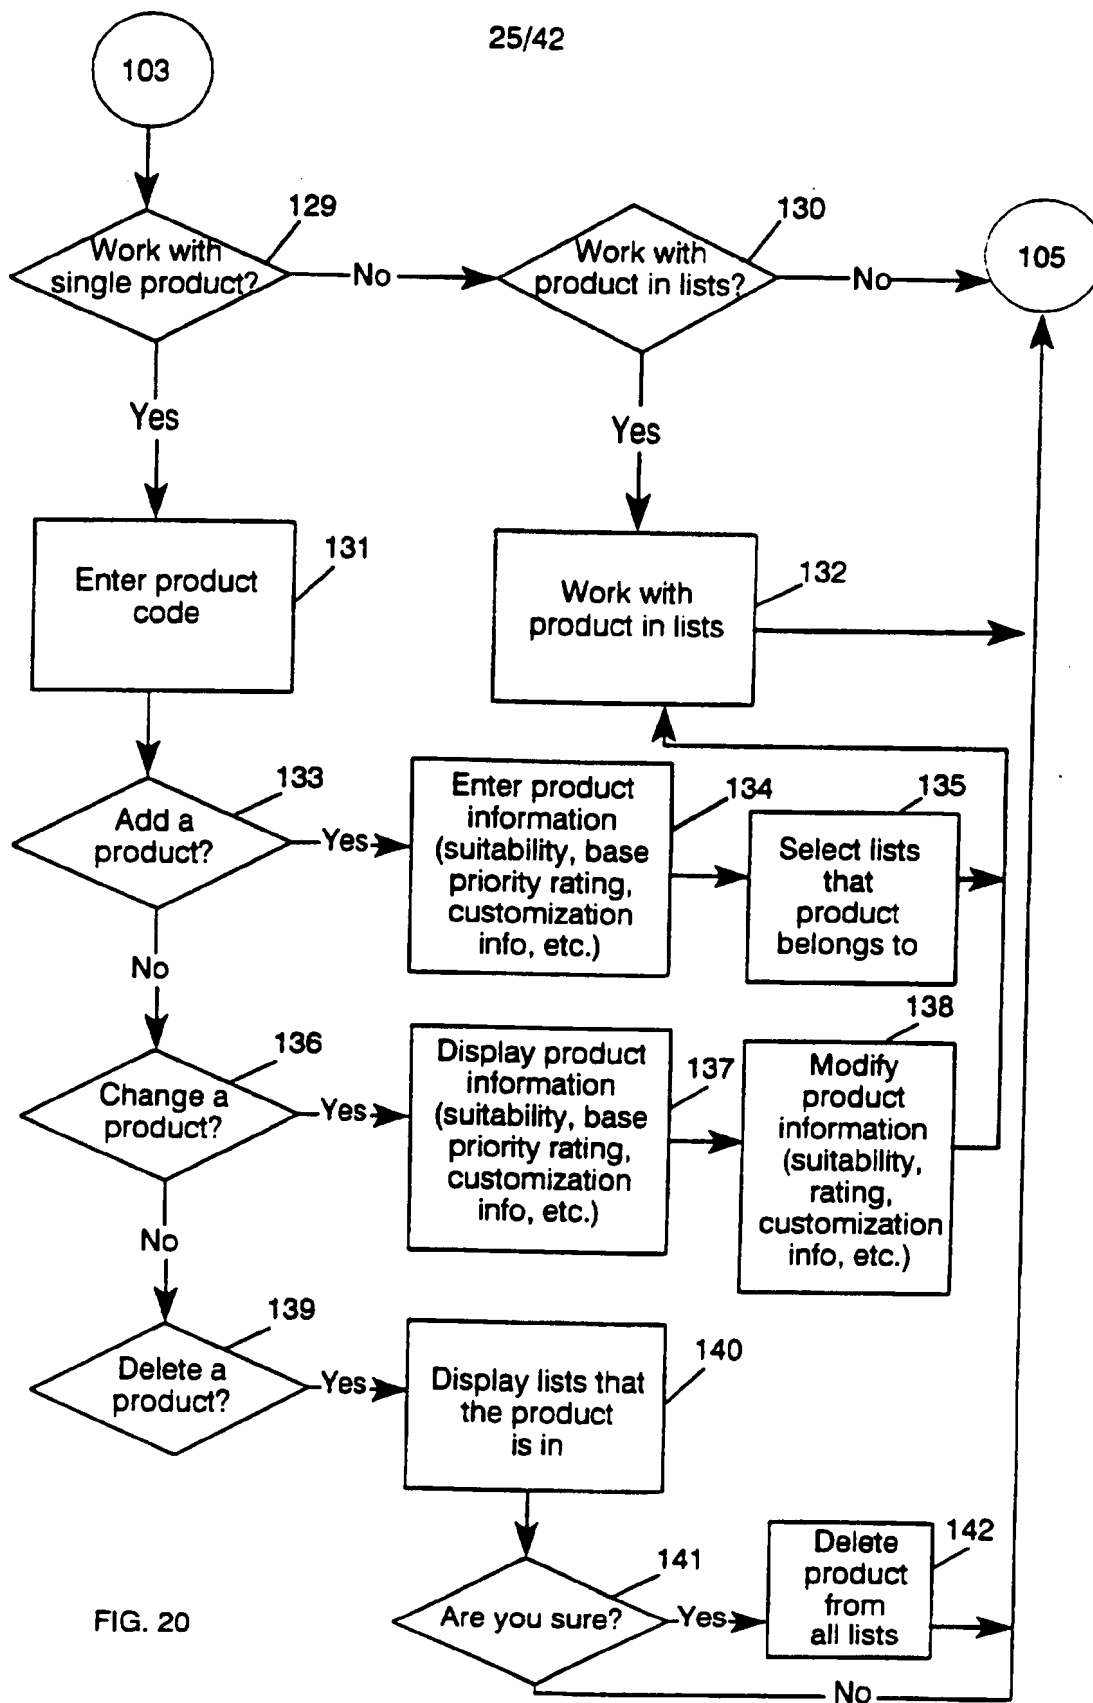 25/42
103
129
Work with
single product?
No
130
Work with
product in lists?
No
105
Yes
Yes
131
Enter product
code
132
Work with
product in lists
133
Add a
product?
Yes
134
Enter product
information
(suitability, base
priority rating,
customization
info, etc.)
135
Select lists
that
product
belongs to
No
136
Change a
product?
Yes
137
Display product
information
(suitability, base
priority rating,
customization
info, etc.)
138
Modify
product
information
(suitability,
rating,
customization
info, etc.)
No
139
Delete a
product?
Yes
140
Display lists that
the product
is in
141
Are you sure?
Yes
142
Delete
product
from
all lists
No
FIG. 20